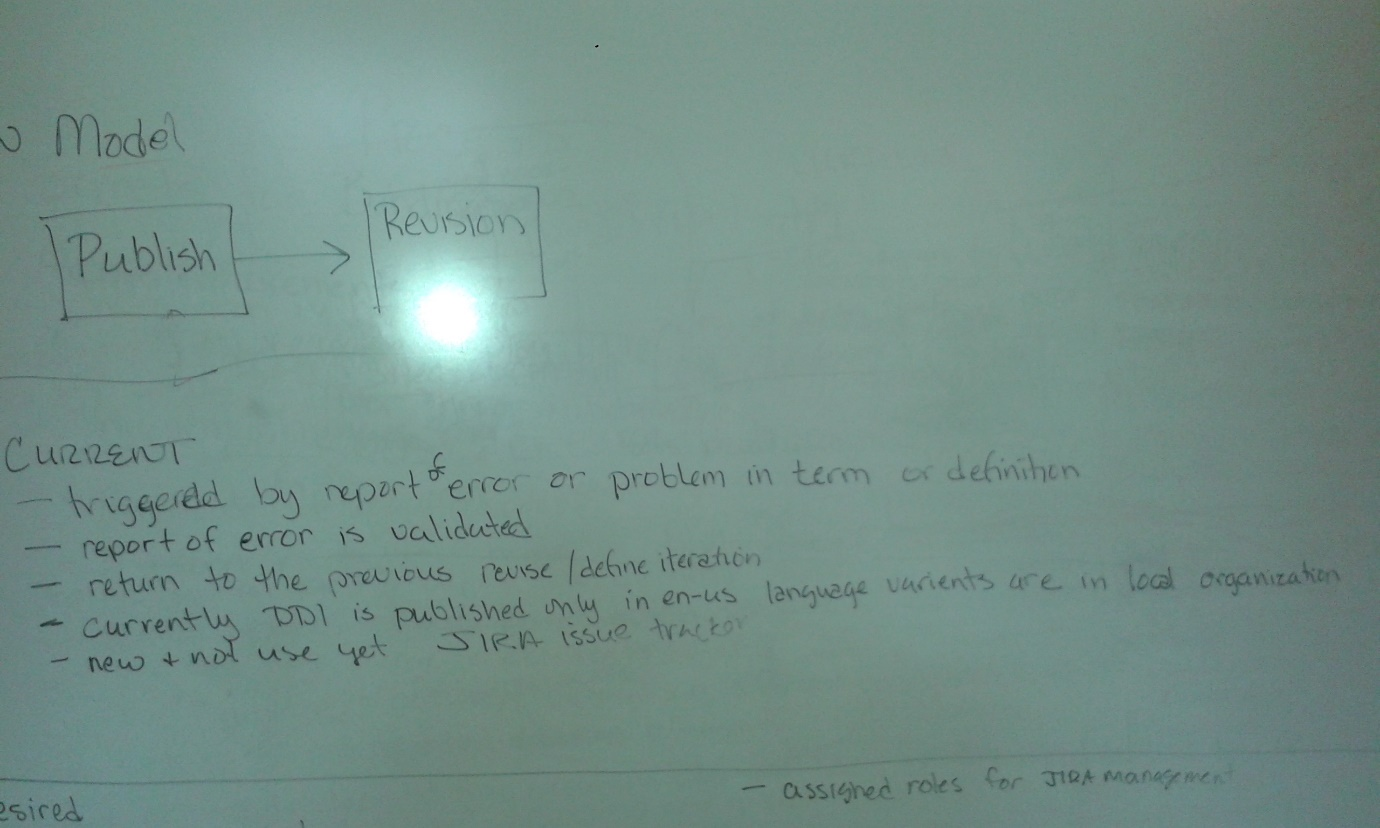 Model
Publish
Revision
CURRENT
— triggered by report of error or problem in term or definition
— report of error is validated
— return to the previous revise / define iteration
- currently DDI is published only in en-us language varients are in local organization
- new + not use yet JIRA issue tracker
— assigned roles for JIRA management
esired